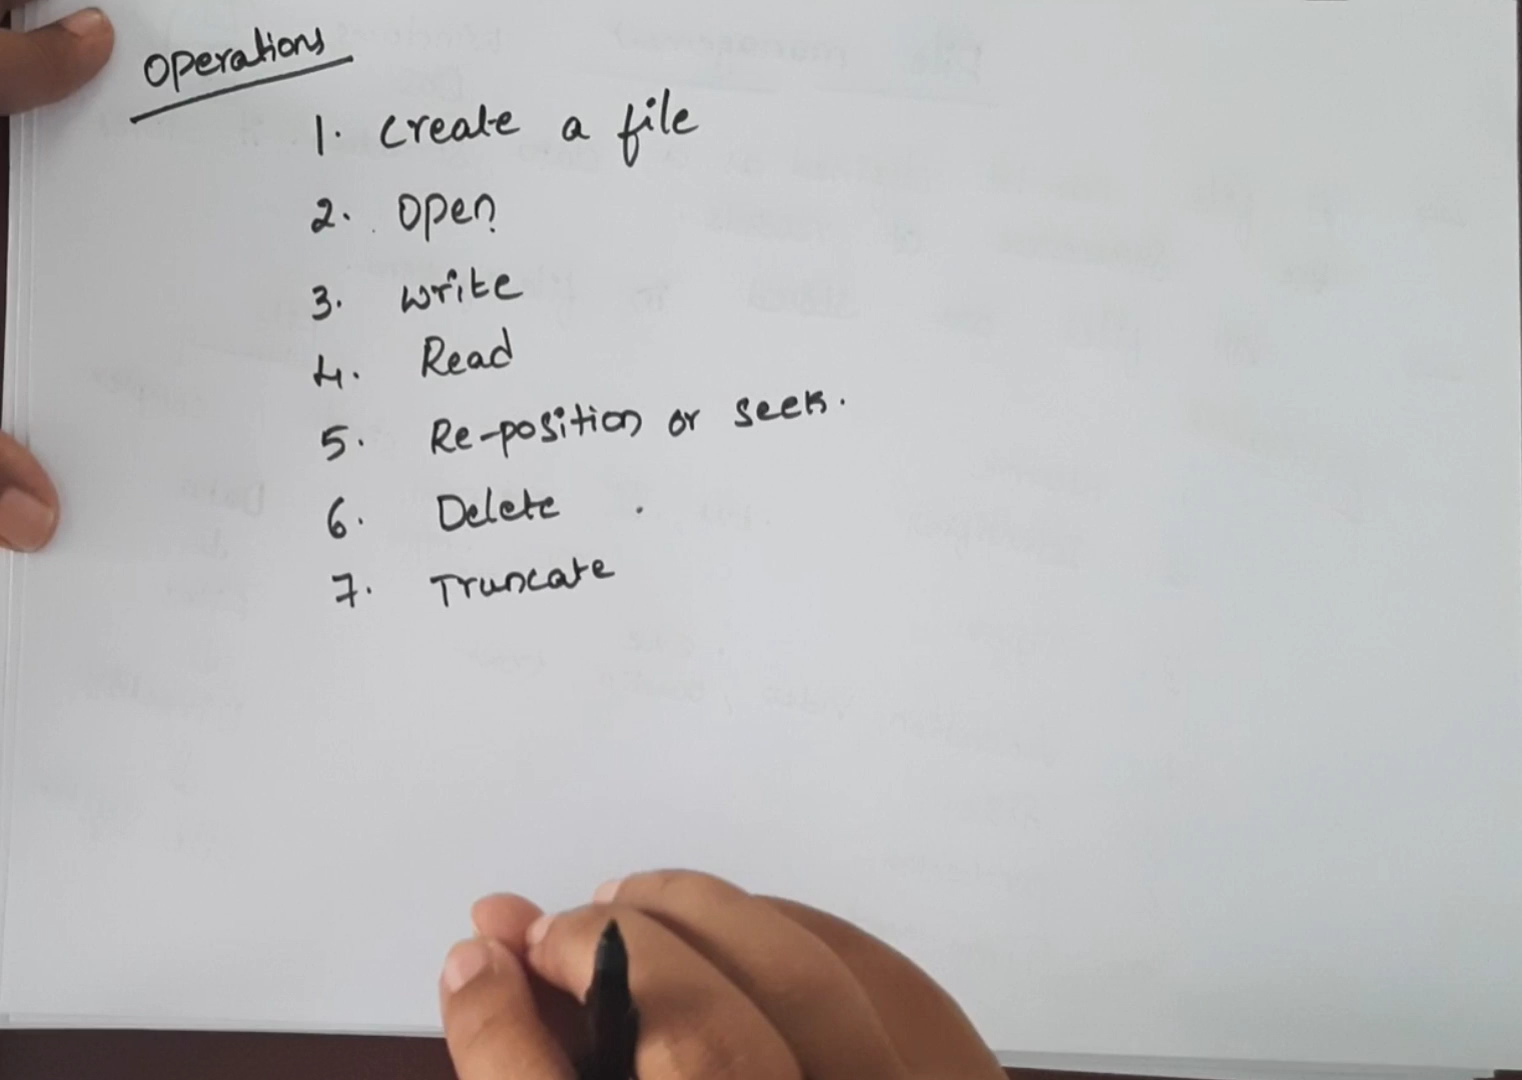 Operations
1. Create a file
2. Open
3. Write
4. Read
5. Re-position or seek.
6. Delete .
7. Truncate